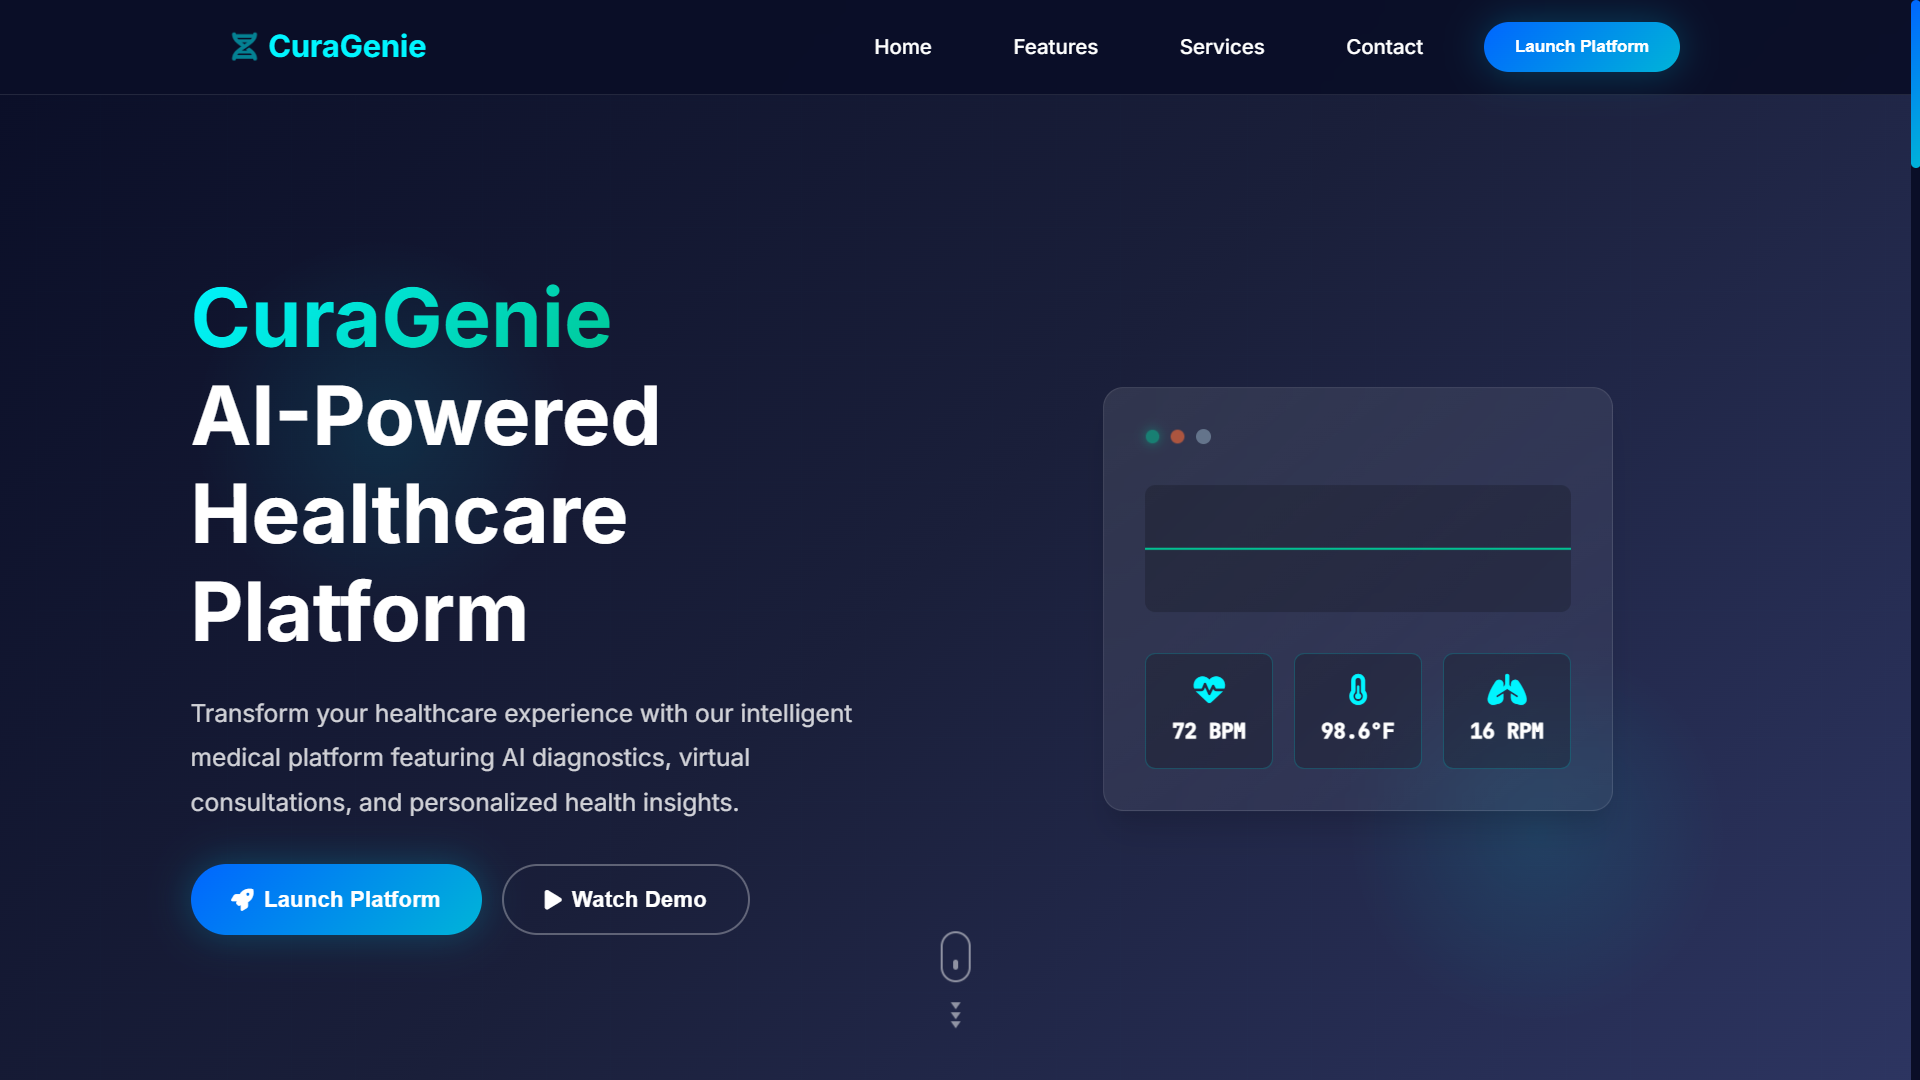 CuraGenie
Home
Features
Services
Contact
Launch Platform
CuraGenie
AI-Powered
Healthcare
Platform
Transform your healthcare experience with our intelligent
medical platform featuring AI diagnostics, virtual
consultations, and personalized health insights.
Launch Platform
Watch Demo
72 BPM
98.6°F
16 RPM